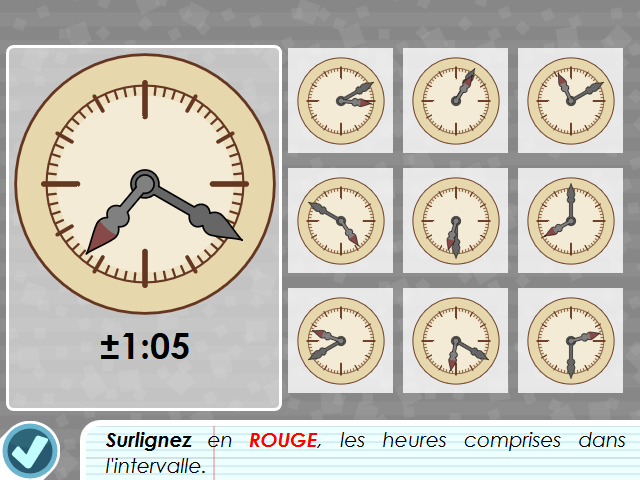 ±1:05
Surlignez en ROUGE, les heures comprises dans
l'intervalle.